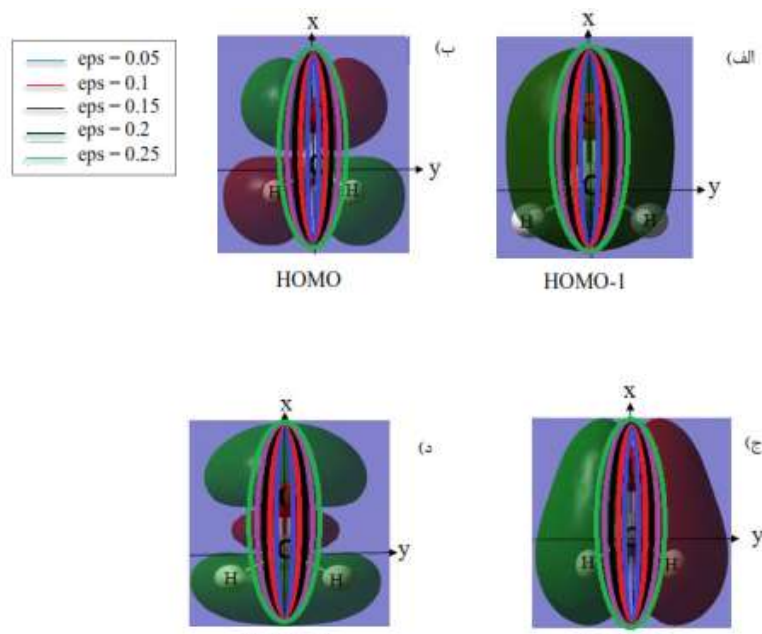 eps = 0.05
eps = 0.1
eps = 0.15
eps = 0.2
eps = 0.25
x
ب)
y
H H
HOMO
x
الف)
y
C
H H
HOMO-1
x
د)
y
C
H H
x
ج)
y
H H